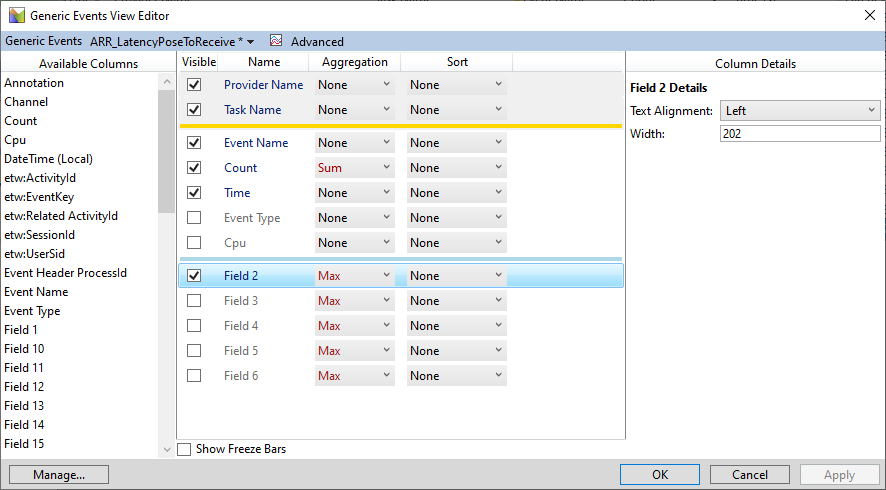 Generic Events View Editor
Generic Events ARR_LatencyPoseToReceive * Advanced
Available Columns
Annotation
Channel
Count
Cpu
DateTime (Local)
etw:ActivityId
etw:EventKey
etw:Related ActivityId
etw:SessionId
etw:UserSid
Event Header ProcessId
Event Name
Event Type
Field 1
Field 10
Field 11
Field 12
Field 13
Field 14
Field 15
Visible Name Aggregation Sort
Provider Name None None
Task Name None None
Event Name None None
Count Sum None
Time None None
Event Type None None
Cpu None None
Field 2 Max None
Field 3 Max None
Field 4 Max None
Field 5 Max None
Field 6 Max None
Show Freeze Bars
Column Details
Field 2 Details
Text Alignment: Left
Width: 202
Manage... OK Cancel Apply